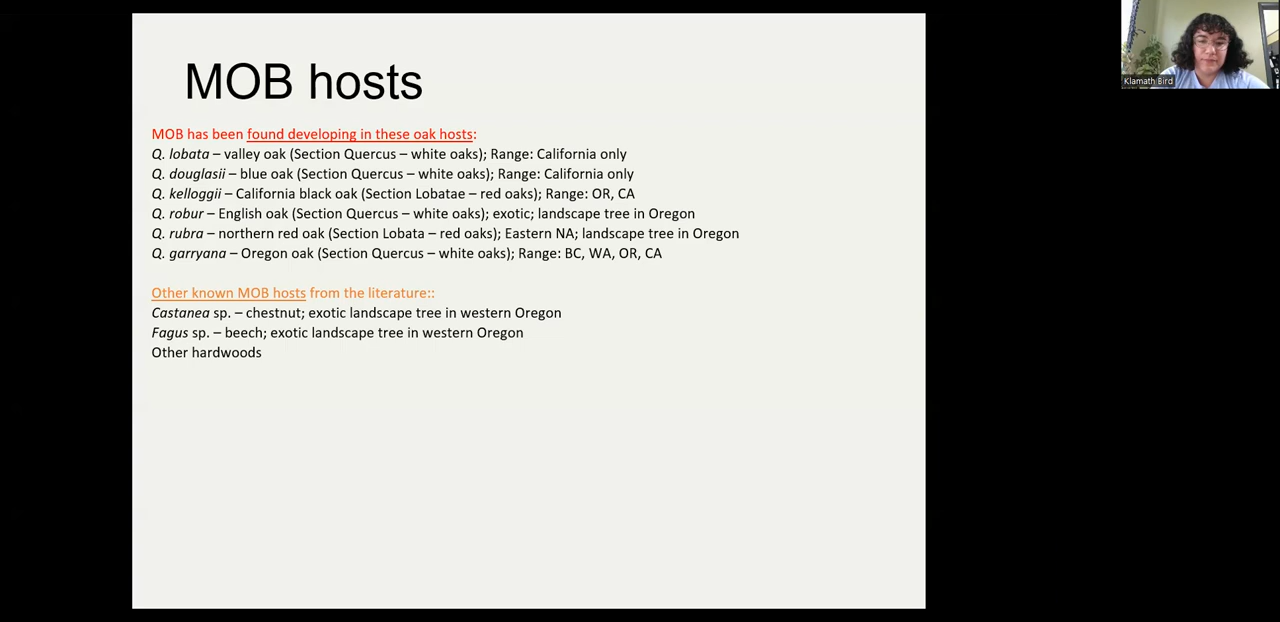 MOB hosts
MOB has been found developing in these oak hosts:
Q. lobata – valley oak (Section Quercus – white oaks); Range: California only
Q. douglasii – blue oak (Section Quercus – white oaks); Range: California only
Q. kelloggii – California black oak (Section Lobatae – red oaks); Range: OR, CA
Q. robur – English oak (Section Quercus – white oaks); exotic; landscape tree in Oregon
Q. rubra – northern red oak (Section Lobata – red oaks); Eastern NA; landscape tree in Oregon
Q. garryana – Oregon oak (Section Quercus – white oaks); Range: BC, WA, OR, CA
Other known MOB hosts from the literature::
Castanea sp. – chestnut; exotic landscape tree in western Oregon
Fagus sp. – beech; exotic landscape tree in western Oregon
Other hardwoods
Klamath Bird